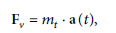 F_v = m_t · a (t),